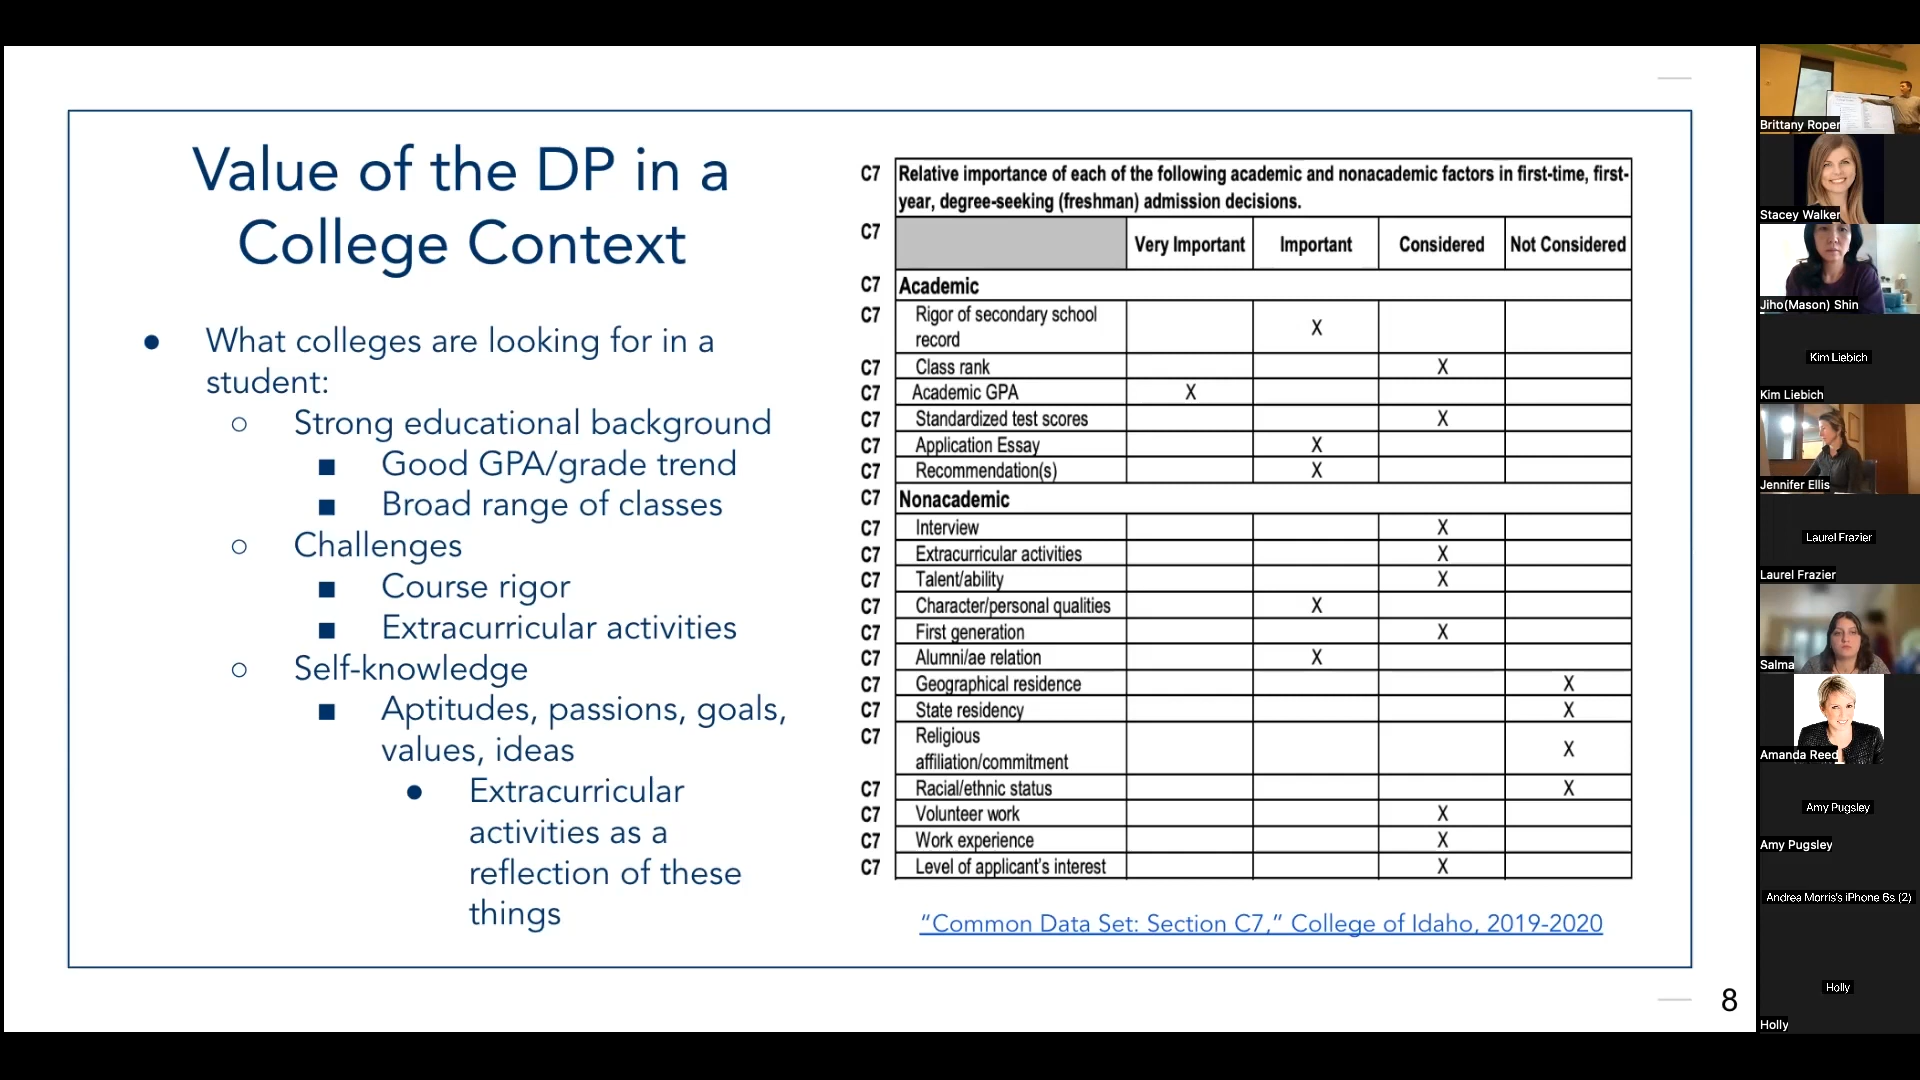 Value of the DP in a
College Context
● What colleges are looking for in a
student:
○ Strong educational background
■ Good GPA/grade trend
■ Broad range of classes
○ Challenges
■ Course rigor
■ Extracurricular activities
○ Self-knowledge
■ Aptitudes, passions, goals,
values, ideas
● Extracurricular
activities as a
reflection of these
things
C7 Relative importance of each of the following academic and nonacademic factors in first-time, first-
year, degree-seeking (freshman) admission decisions.
C7 Very Important Important Considered Not Considered
C7 Academic
C7 Rigor of secondary school
record X
C7 Class rank X
C7 Academic GPA X
C7 Standardized test scores X
C7 Application Essay X
C7 Recommendation(s) X
C7 Nonacademic
C7 Interview X
C7 Extracurricular activities X
C7 Talent/ability X
C7 Character/personal qualities X
C7 First generation X
C7 Alumni/ae relation X
C7 Geographical residence X
C7 State residency X
C7 Religious
affiliation/commitment X
C7 Racial/ethnic status X
C7 Volunteer work X
C7 Work experience X
C7 Level of applicant's interest X
“Common Data Set: Section C7,” College of Idaho, 2019-2020
8
Brittany Roper
Stacey Walker
Jiho(Mason) Shin
Kim Liebich
Kim Liebich
Jennifer Ellis
Laurel Frazier
Laurel Frazier
Salma
Amanda Reed
Amy Pugsley
Amy Pugsley
Andrea Morris's iPhone 6s (2)
Holly
Holly